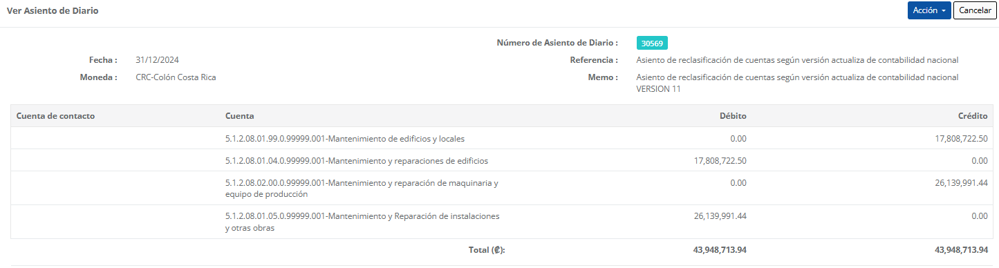 Ver Asiento de Diario
Acción
Cancelar
Número de Asiento de Diario : 30569
Fecha : 31/12/2024
Referencia : Asiento de reclasificación de cuentas según versión actualiza de contabilidad nacional
Moneda : CRC-Colón Costa Rica
Memo : Asiento de reclasificación de cuentas según versión actualiza de contabilidad nacional
VERSION 11
Cuenta de contacto Cuenta Débito Crédito
5.1.2.08.01.99.0.99999.001-Mantenimiento de edificios y locales 0.00 17,808,722.50
5.1.2.08.01.04.0.99999.001-Mantenimiento y reparaciones de edificios 17,808,722.50 0.00
5.1.2.08.02.00.0.99999.001-Mantenimiento y reparación de maquinaria y 0.00 26,139,991.44
equipo de producción
5.1.2.08.01.05.0.99999.001-Mantenimiento y Reparación de instalaciones 26,139,991.44 0.00
y otras obras
Total (₡): 43,948,713.94 43,948,713.94